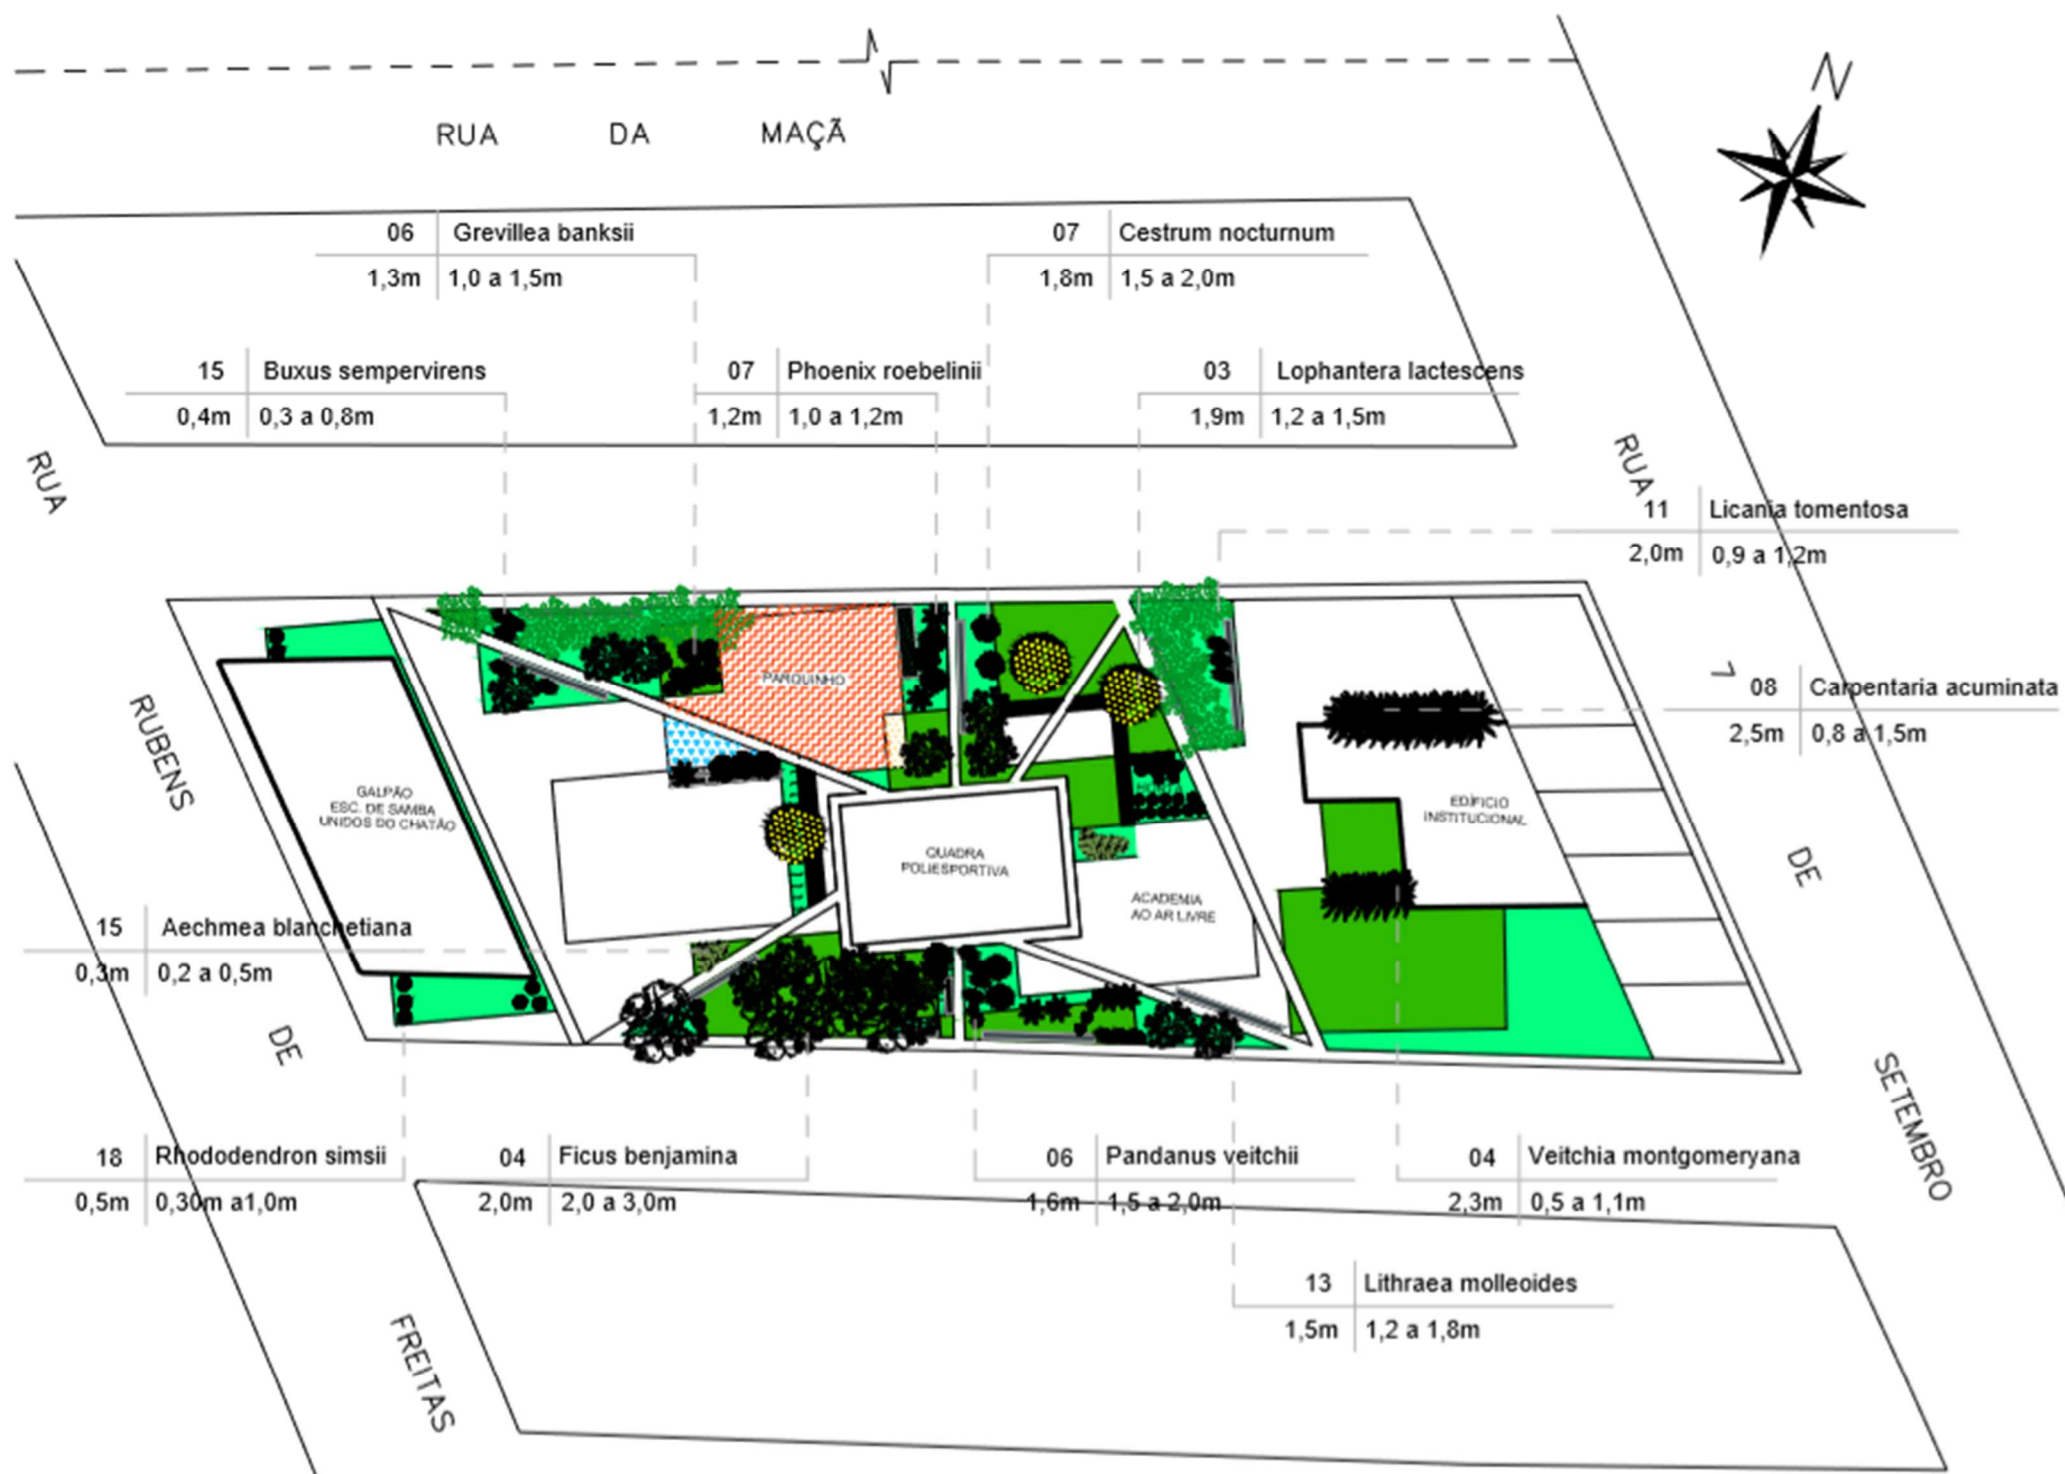 N
RUA DA MAÇÃ
06 Grevillea banksii
1,3m 1,0 a 1,5m
07 Cestrum nocturnum
1,8m 1,5 a 2,0m
15 Buxus sempervirens
0,4m 0,3 a 0,8m
07 Phoenix roebelinii
1,2m 1,0 a 1,2m
03 Lophantera lactescens
1,9m 1,2 a 1,5m
RUA RUBENS DE FREITAS
RUA 7 DE SETEMBRO
11 Licania tomentosa
2,0m 0,9 a 1,2m
PARQUINHO
08 Carpentaria acuminata
2,5m 0,8 a 1,5m
GALPÃO
ESC. DE SAMBA
UNIDOS DO CHATÃO
EDIFICIO
INSTITUCIONAL
QUADRA
POLIESPORTIVA
ACADEMIA
AO AR LIVRE
15 Aechmea blanchetiana
0,3m 0,2 a 0,5m
18 Rhododendron simsii
0,5m 0,30m a1,0m
04 Ficus benjamina
2,0m 2,0 a 3,0m
06 Pandanus veitchii
1,6m 1,5 a 2,0m
04 Veitchia montgomeryana
2,3m 0,5 a 1,1m
13 Lithraea molleoides
1,5m 1,2 a 1,8m